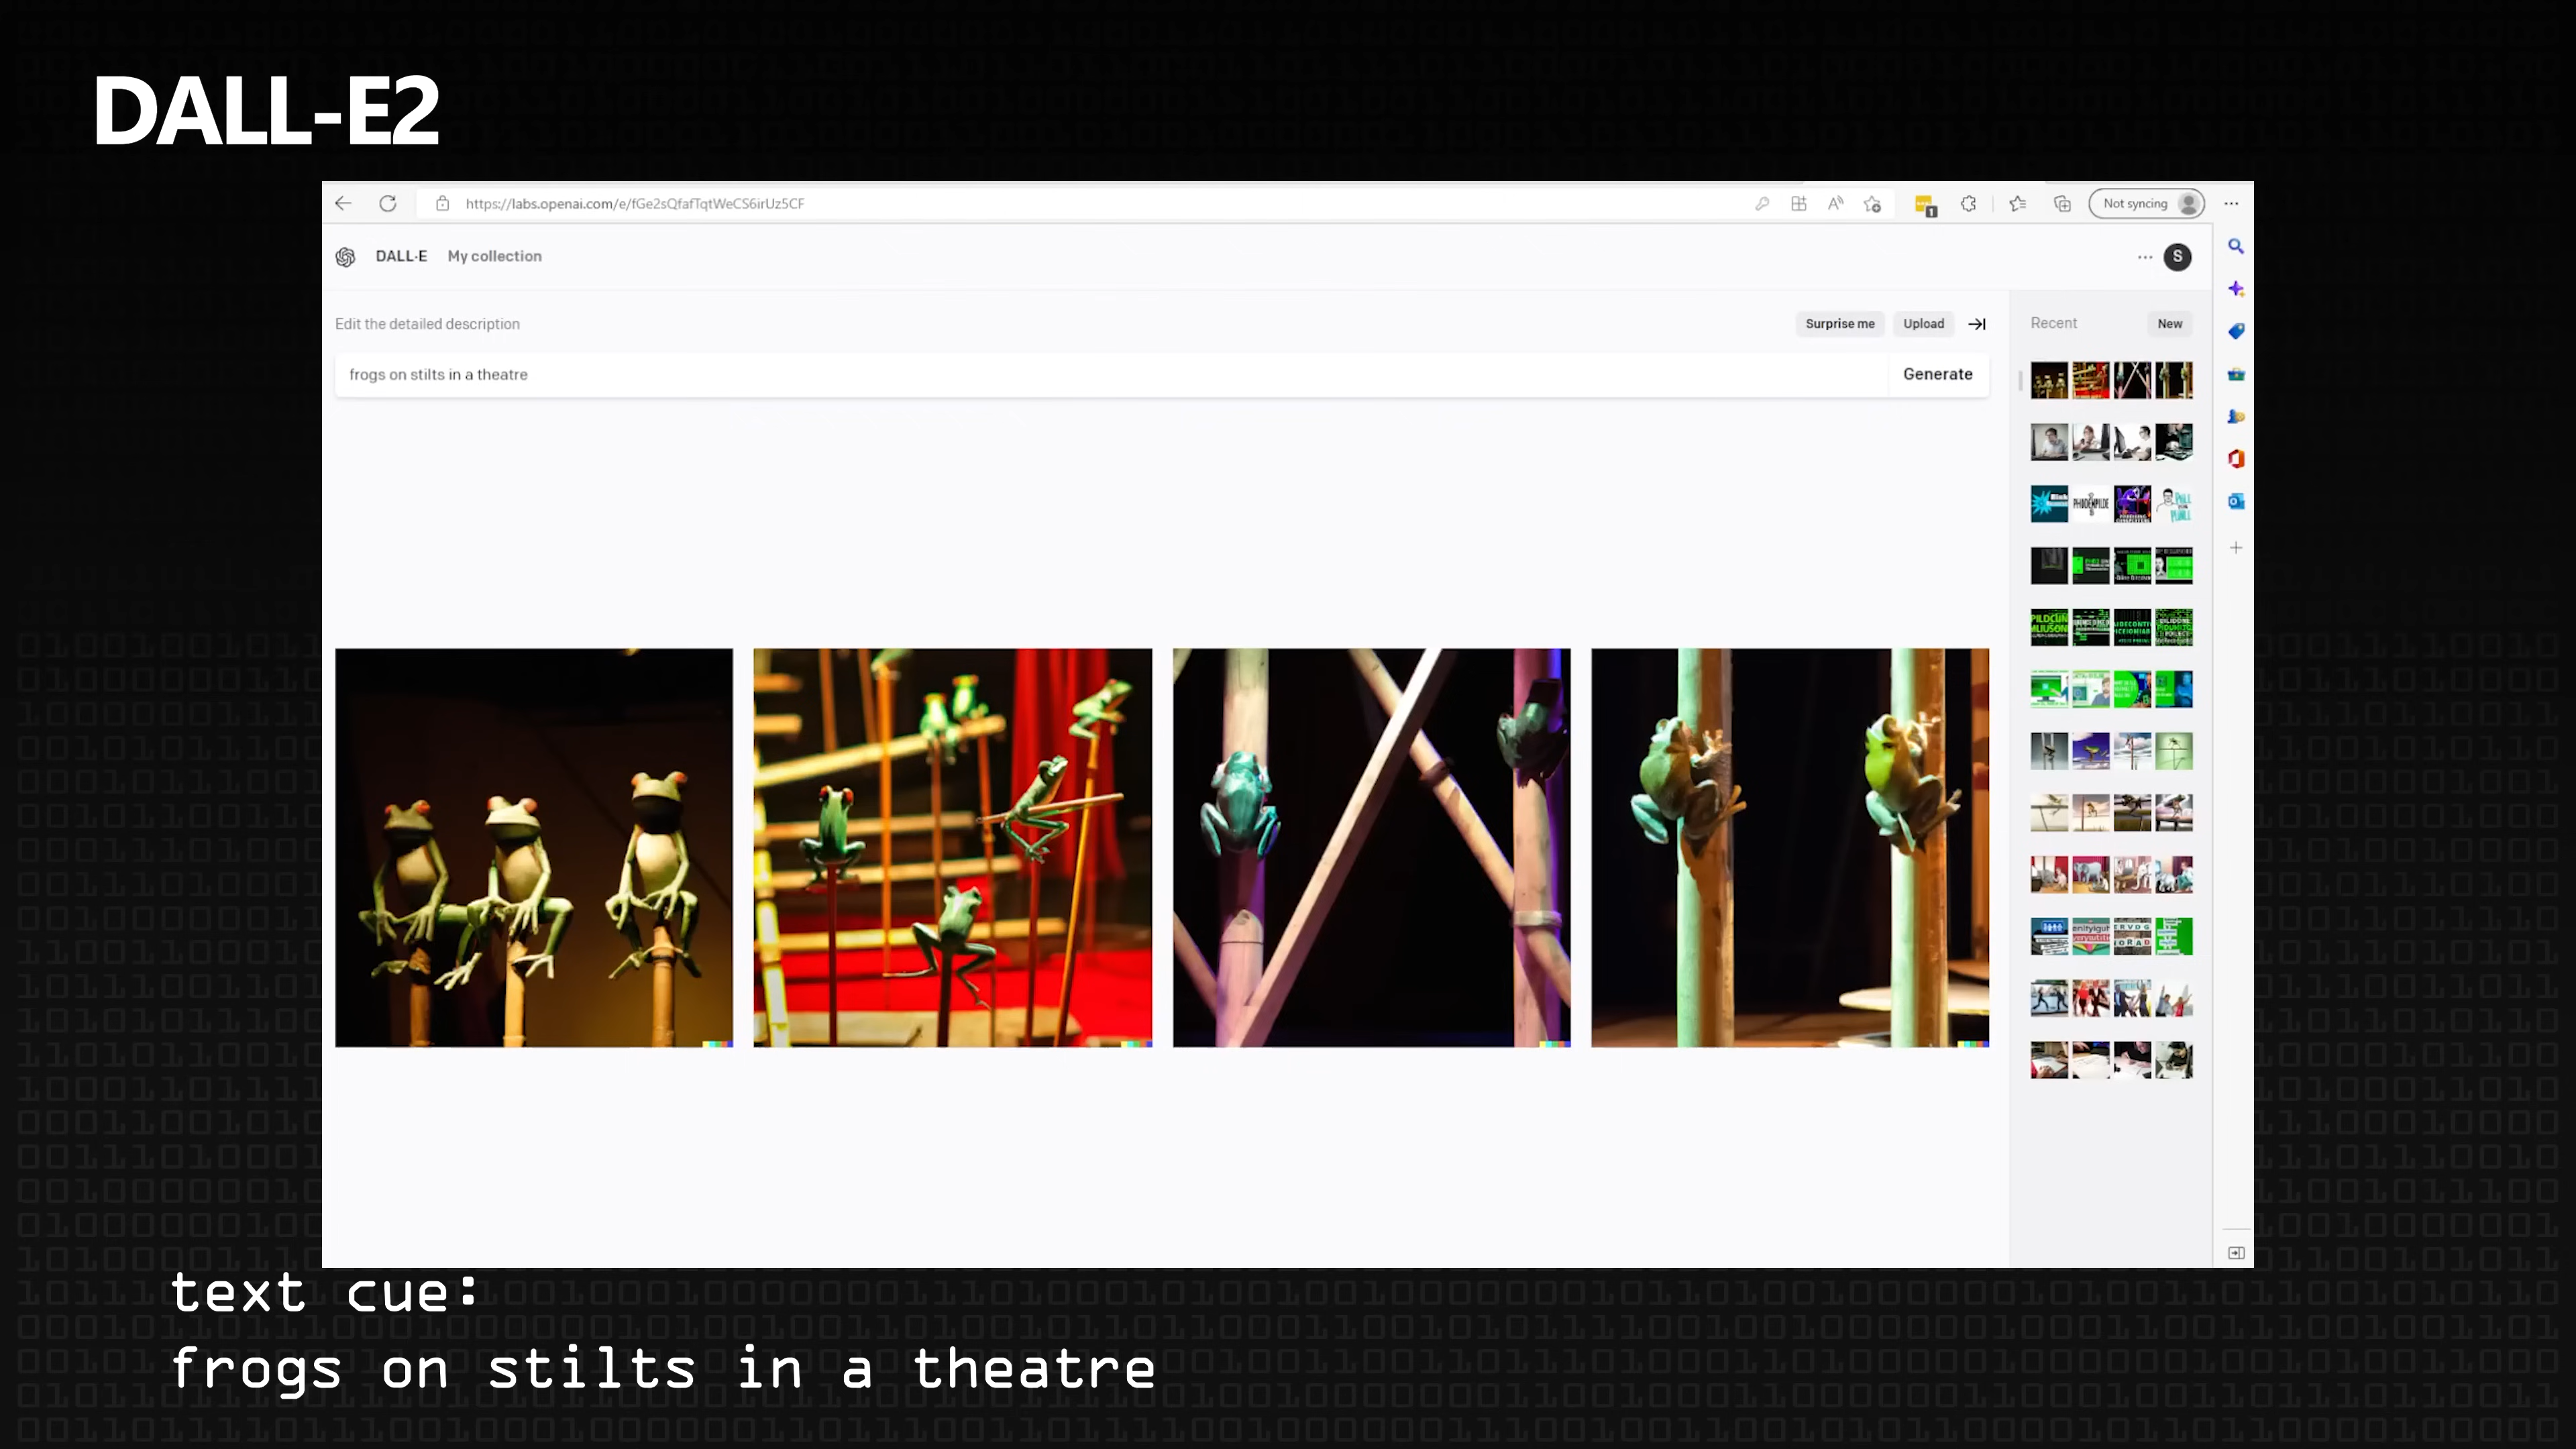 DALL-E2
https://labs.openai.com/e/fGe2sQfafTqtWeCS6irUz5CF
Not syncing
1
DALL·E My collection
S
Edit the detailed description
Surprise me
Upload
Recent
New
frogs on stilts in a theatre
Generate
text cue:
frogs on stilts in a theatre